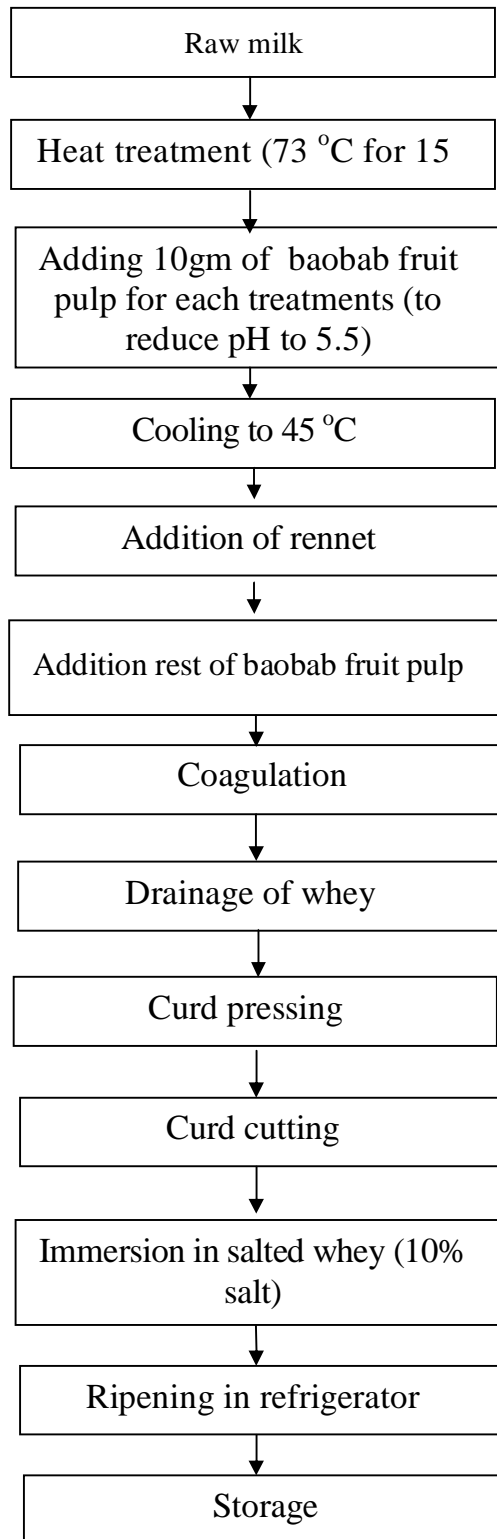 Raw milk
Heat treatment (73 °C for 15
Adding 10gm of baobab fruit
pulp for each treatments (to
reduce pH to 5.5)
Cooling to 45 °C
Addition of rennet
Addition rest of baobab fruit pulp
Coagulation
Drainage of whey
Curd pressing
Curd cutting
Immersion in salted whey (10%
salt)
Ripening in refrigerator
Storage